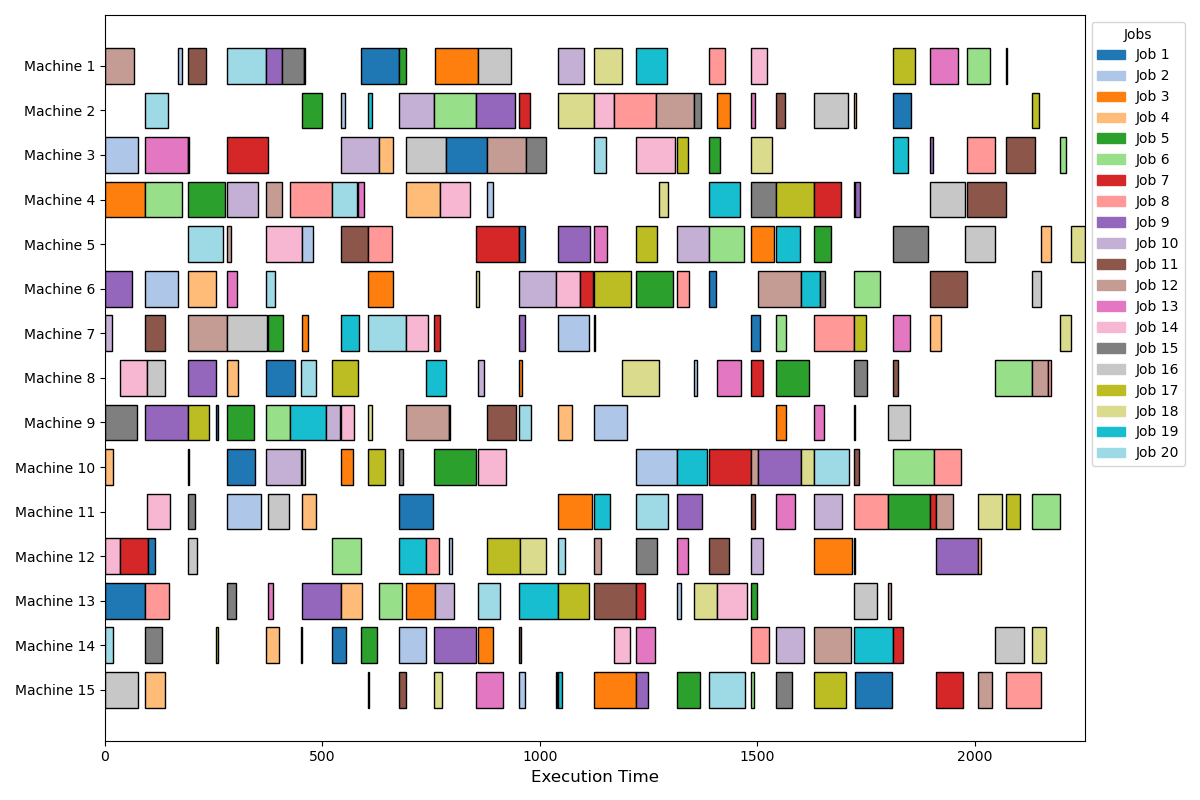 Machine 1
Machine 2
Machine 3
Machine 4
Machine 5
Machine 6
Machine 7
Machine 8
Machine 9
Machine 10
Machine 11
Machine 12
Machine 13
Machine 14
Machine 15
0 500 1000 1500 2000
Execution Time
Jobs
Job 1
Job 2
Job 3
Job 4
Job 5
Job 6
Job 7
Job 8
Job 9
Job 10
Job 11
Job 12
Job 13
Job 14
Job 15
Job 16
Job 17
Job 18
Job 19
Job 20